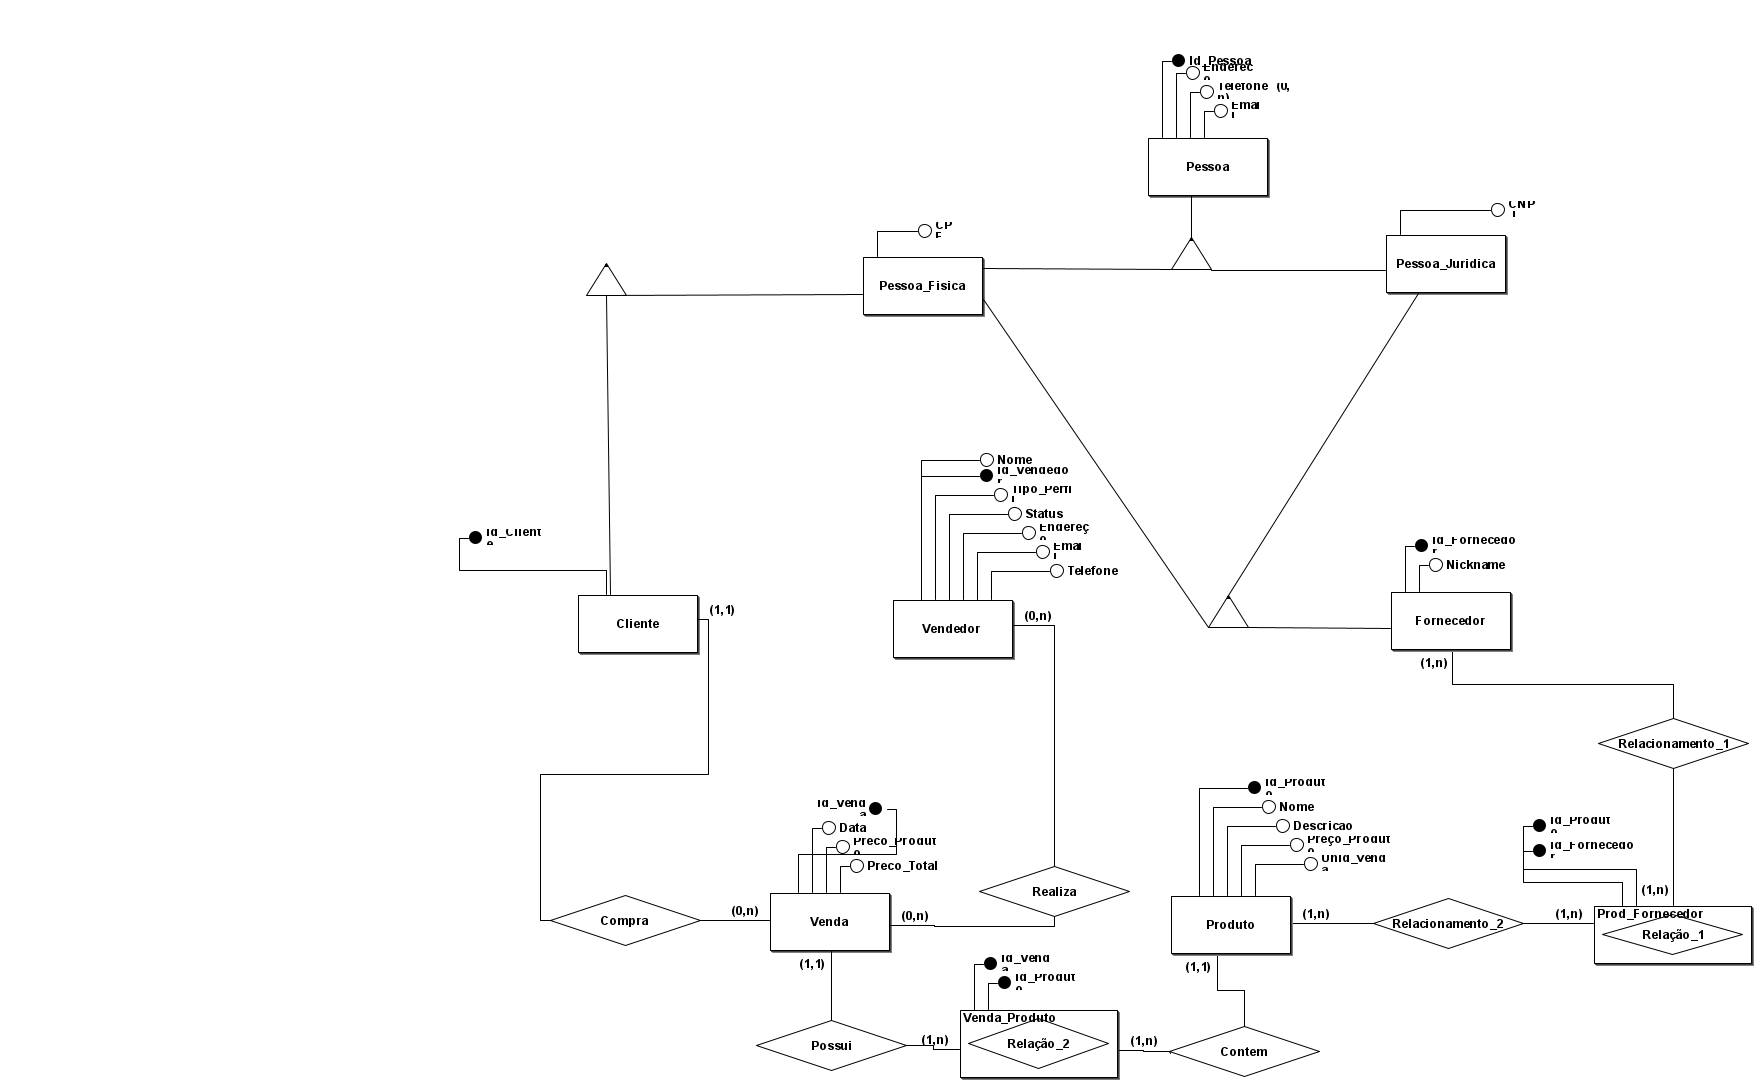 Id_Pessoa
Enderec
o
Telefone (0,
n)
Emai
l
Pessoa
CNP
J
CP
F
Pessoa_Juridica
Pessoa_Fisica
Nome
Id_Vendedo
r
Tipo_Perfi
l
Status
Endereç
o
Emai
l
Telefone
Id_Client
e
Id_Fornecedo
r
Nickname
Cliente
(1,1)
Vendedor
(0,n)
Fornecedor
(1,n)
Relacionamento_1
Id_Produt
o
Nome
Descricao
Preço_Produt
o
Unid_Vend
a
Id_Vend
a
Data
Preco_Produt
o
Preco_Total
Id_Produt
o
Id_Fornecedo
r
(1,n)
Realiza
Compra
(0,n)
Venda
(0,n)
Produto
(1,n)
Relacionamento_2
(1,n)
Prod_Fornecedor
Relação_1
(1,1)
(1,1)
Id_Vend
a
Id_Produt
o
Venda_Produto
Possui
(1,n)
Relação_2
(1,n)
Contem